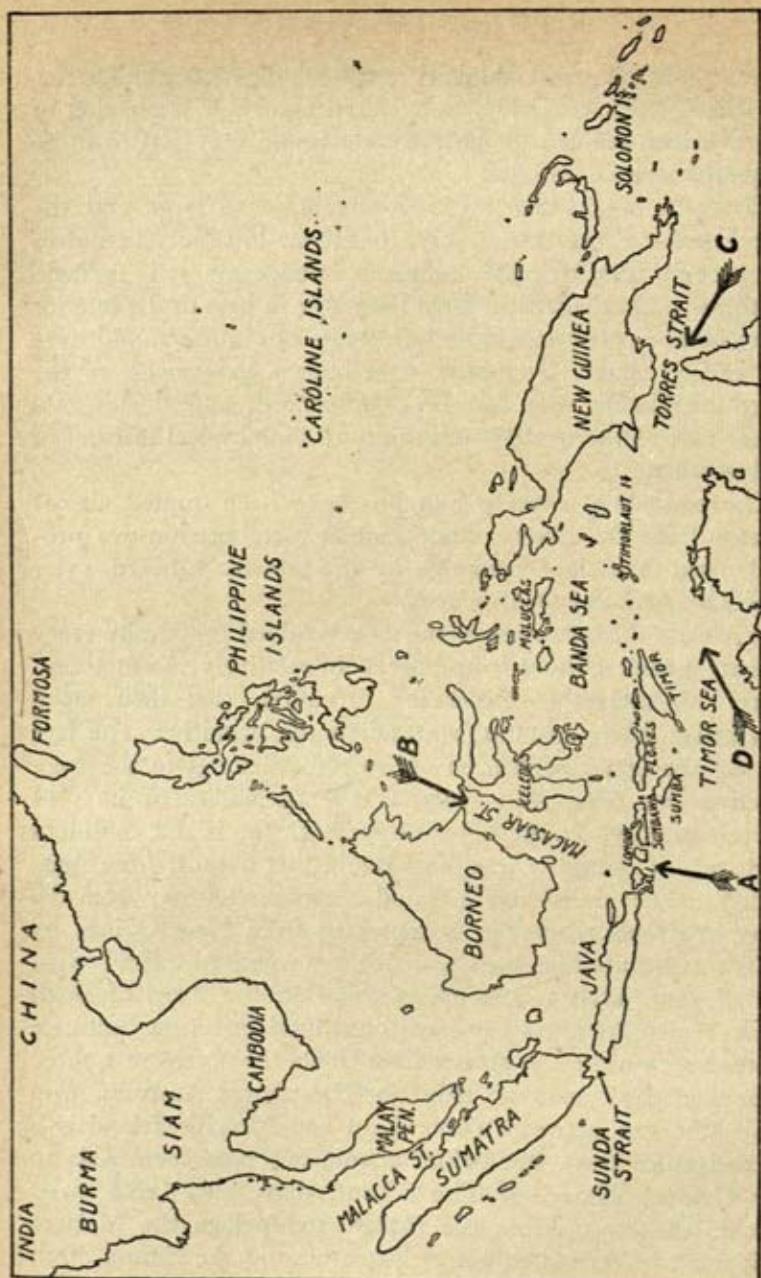 INDIA
CHINA
FORMOSA
BURMA
SIAM
CAMBODIA
PHILIPPINE
ISLANDS
CAROLINE ISLANDS
MALAY
PEN.
MALACCA ST.
SUMATRA
BORNEO
B
MACASSAR ST.
CELEBES
MOLUCCAS
BANDA SEA
NEW GUINEA
SOLOMON IS.
SUNDA
STRAIT
JAVA
BALI
LOMBOK
SUMBAWA
FLORES
SUMBA
TIMOR
TIMORLAUT IS
TORRES STRAIT
TIMOR SEA
A
D
C